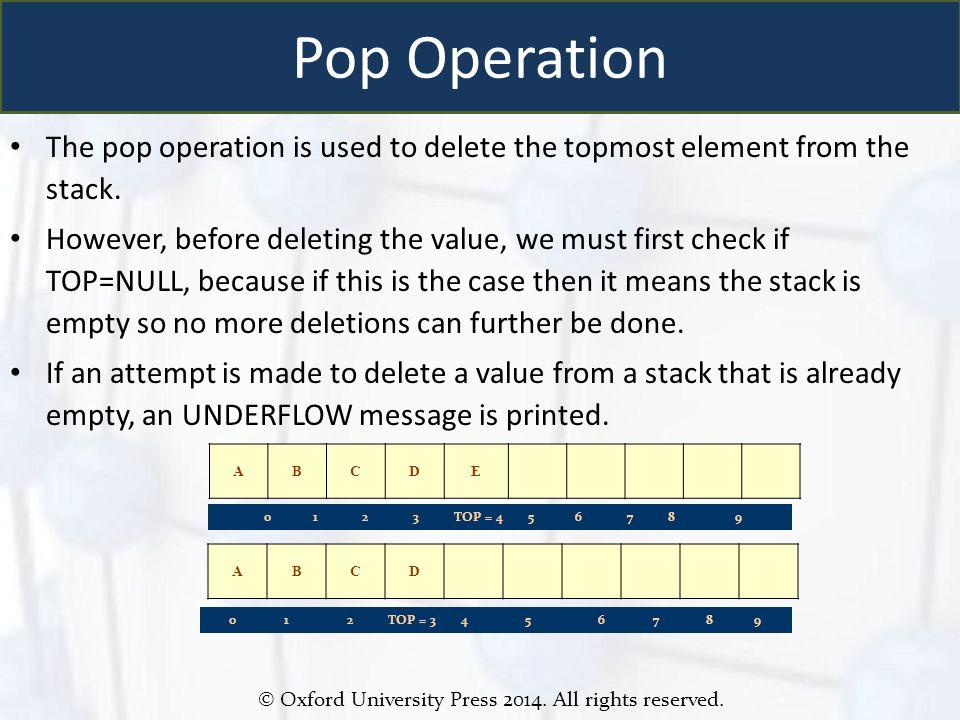 Pop Operation
• The pop operation is used to delete the topmost element from the
stack.
• However, before deleting the value, we must first check if
TOP=NULL, because if this is the case then it means the stack is
empty so no more deletions can further be done.
• If an attempt is made to delete a value from a stack that is already
empty, an UNDERFLOW message is printed.
A B C D E
0 1 2 3 TOP = 4 5 6 7 8 9
A B C D
0 1 2 TOP = 3 4 5 6 7 8 9
© Oxford University Press 2014. All rights reserved.